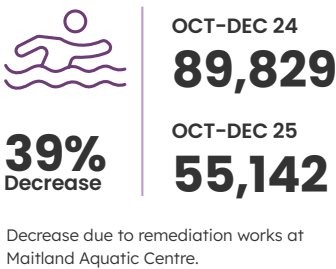 OCT-DEC 24
89,829
39%
Decrease
OCT-DEC 25
55,142
Decrease due to remediation works at
Maitland Aquatic Centre.